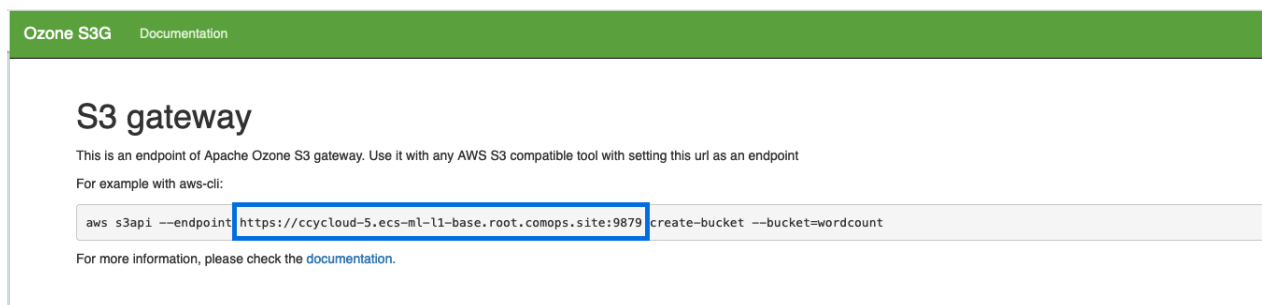 Ozone S3G Documentation
S3 gateway
This is an endpoint of Apache Ozone S3 gateway. Use it with any AWS S3 compatible tool with setting this url as an endpoint
For example with aws-cli:
aws s3api --endpoint https://ccycloud-5.ecs-ml-l1-base.root.comops.site:9879 create-bucket --bucket=wordcount
For more information, please check the documentation.